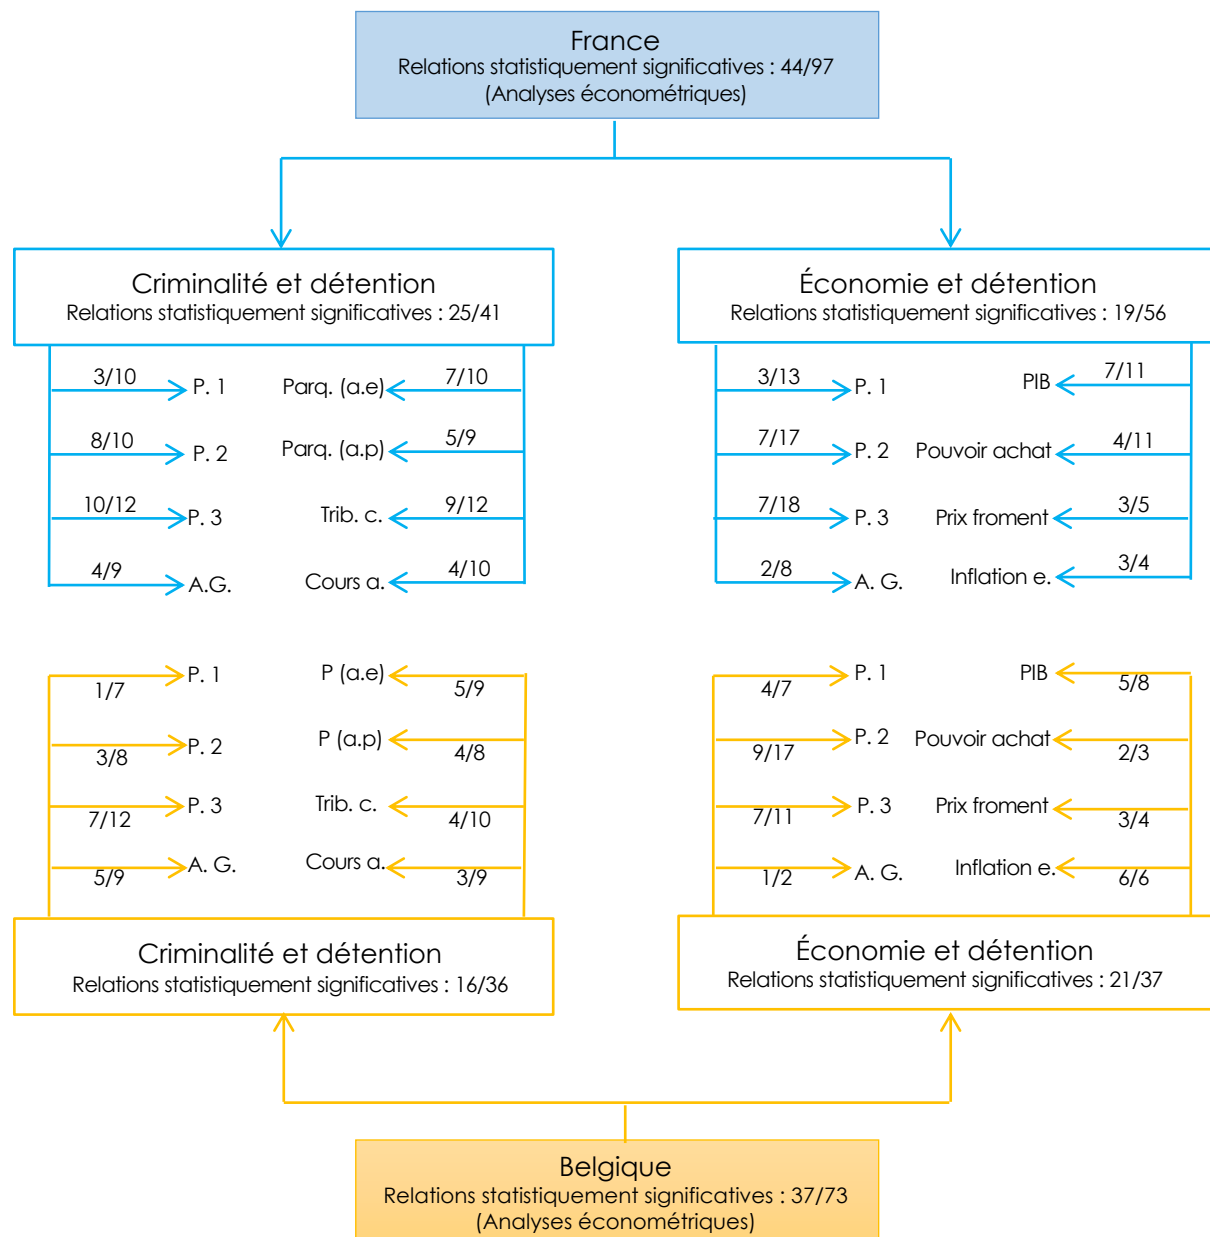 France
Relations statistiquement significatives : 44/97
(Analyses économétriques)
Criminalité et détention
Relations statistiquement significatives : 25/41
Économie et détention
Relations statistiquement significatives : 19/56
3/10 P. 1 Parq. (a.e) 7/10
8/10 P. 2 Parq. (a.p) 5/9
10/12 P. 3 Trib. c. 9/12
4/9 A.G. Cours a. 4/10
3/13 P. 1 PIB 7/11
7/17 P. 2 Pouvoir achat 4/11
7/18 P. 3 Prix froment 3/5
2/8 A. G. Inflation e. 3/4
1/7 P. 1 P (a.e) 5/9
3/8 P. 2 P (a.p) 4/8
7/12 P. 3 Trib. c. 4/10
5/9 A. G. Cours a. 3/9
4/7 P. 1 PIB 5/8
9/17 P. 2 Pouvoir achat 2/3
7/11 P. 3 Prix froment 3/4
1/2 A. G. Inflation e. 6/6
Criminalité et détention
Relations statistiquement significatives : 16/36
Économie et détention
Relations statistiquement significatives : 21/37
Belgique
Relations statistiquement significatives : 37/73
(Analyses économétriques)